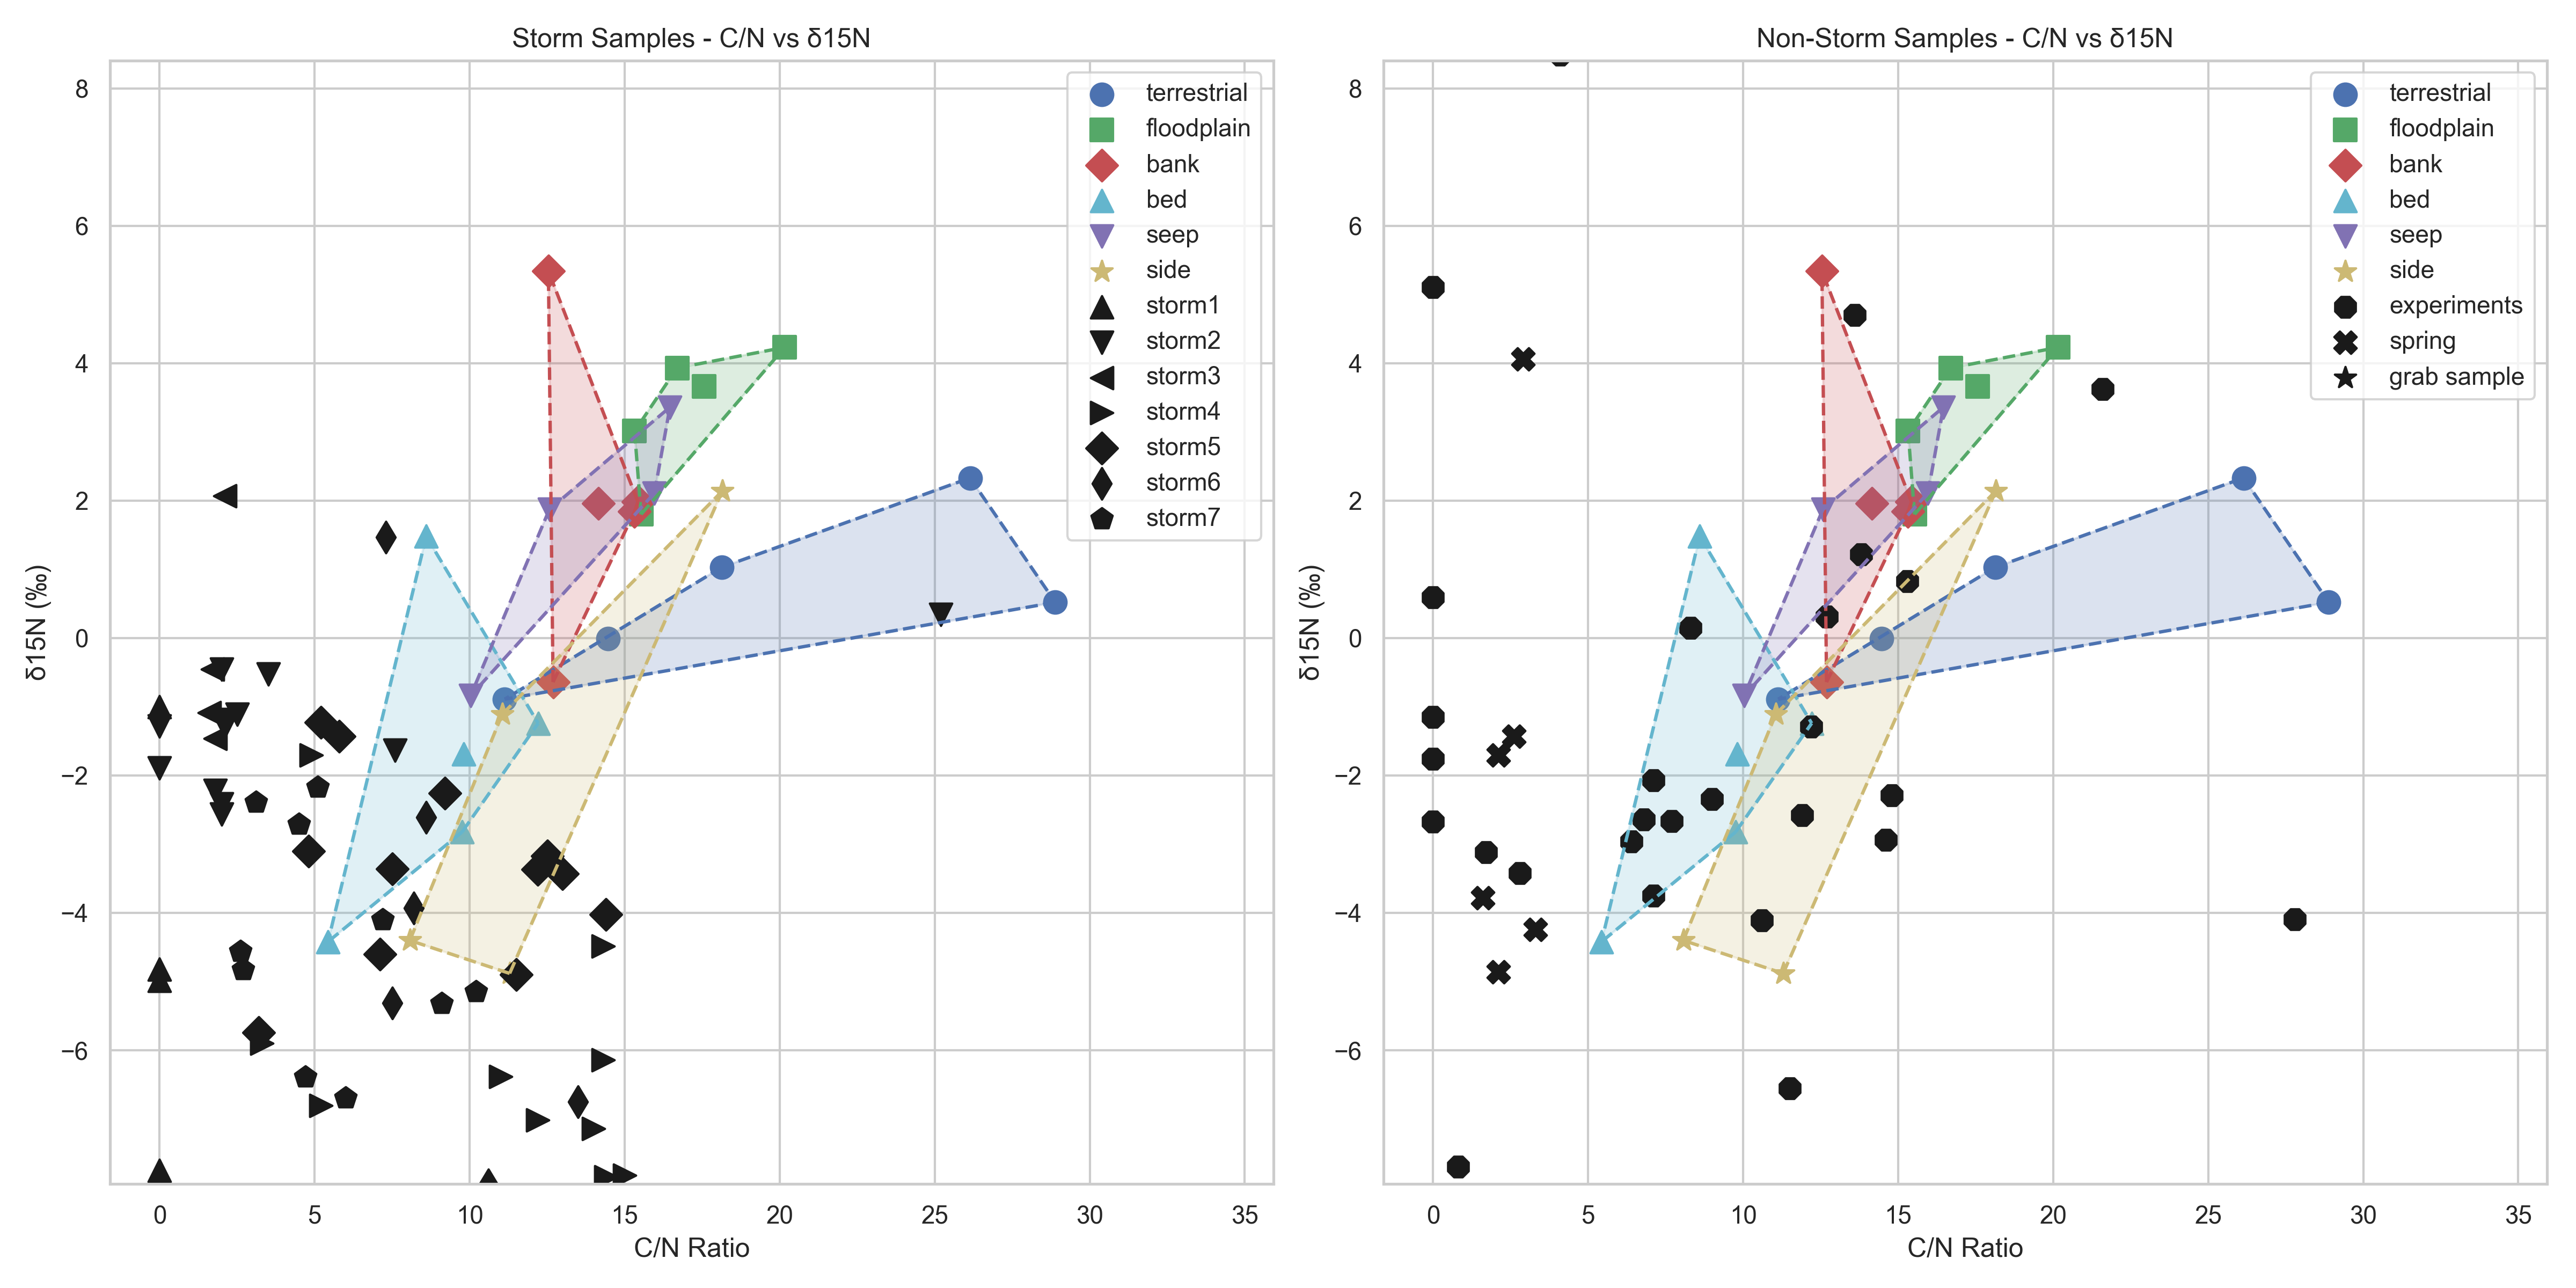 Storm Samples - C/N vs δ15N
8
6
4
2
0
−2
−4
−6
δ15N (‰)
0 5 10 15 20 25 30 35
C/N Ratio
terrestrial
floodplain
bank
bed
seep
side
storm1
storm2
storm3
storm4
storm5
storm6
storm7
Non-Storm Samples - C/N vs δ15N
8
6
4
2
0
−2
−4
−6
δ15N (‰)
0 5 10 15 20 25 30 35
C/N Ratio
terrestrial
floodplain
bank
bed
seep
side
experiments
spring
grab sample